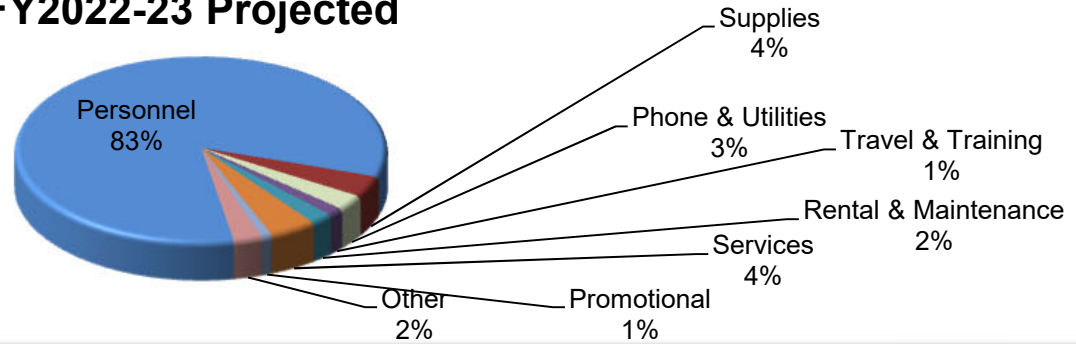 FY2022-23 Projected
Supplies
4%
Personnel
83%
Phone & Utilities
3%
Travel & Training
1%
Rental & Maintenance
2%
Services
4%
Other
2%
Promotional
1%